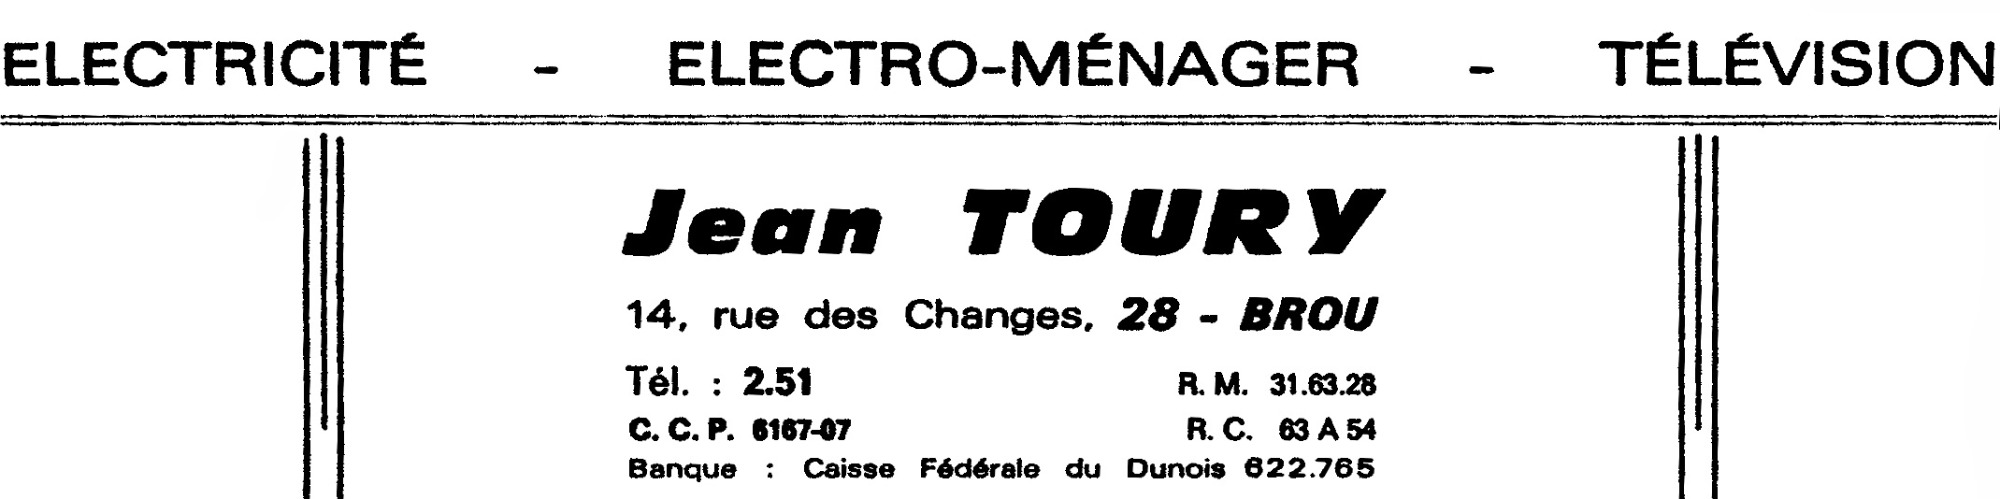 ELECTRICITÉ - ELECTRO-MÉNAGER - TÉLÉVISION
Jean TOURY
14, rue des Changes, 28 - BROU
Tél. : 2.51 R. M. 31.63.28
C. C. P. 6167-07 R. C. 63 A 54
Banque : Caisse Fédérale du Dunois 622.765